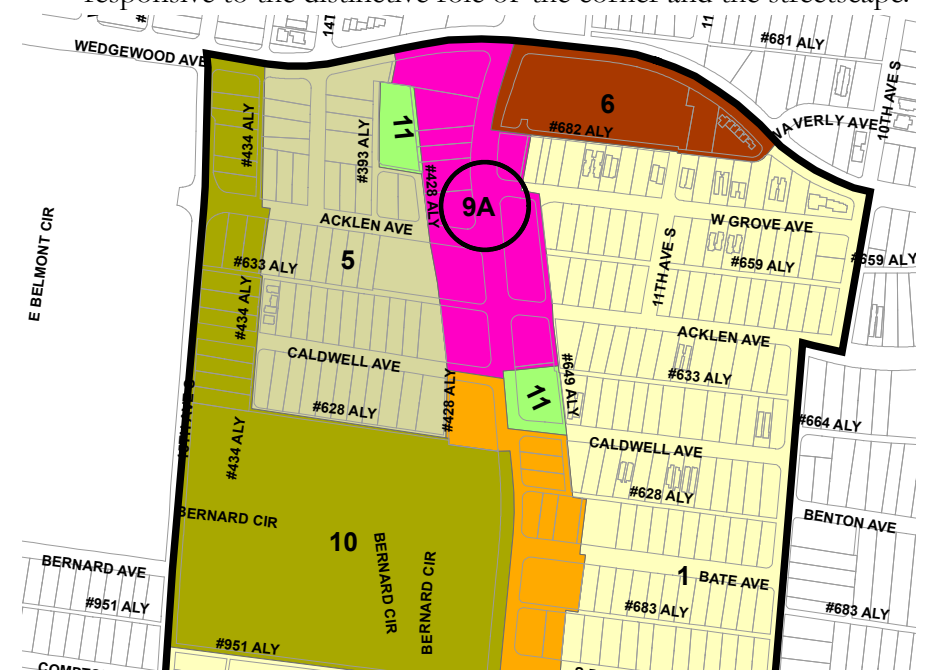 responsive to the distinctive role of the corner and the streetscape.
#681 ALY
WEDGEWOOD AVE
10TH AVE S
6
#682 ALY
WAVERLY AVE
11
#434 ALY
#393 ALY
#428 ALY
9A
W GROVE AVE
ACKLEN AVE
5
#633 ALY
#659 ALY
#659 ALY
E BELMONT CIR
11TH AVE S
#434 ALY
ACKLEN AVE
CALDWELL AVE
#633 ALY
#649 ALY
11
#428 ALY
#628 ALY
#664 ALY
#434 ALY
CALDWELL AVE
#628 ALY
BERNARD CIR
BENTON AVE
10
BERNARD CIR
BERNARD CIR
BERNARD AVE
1
BATE AVE
#951 ALY
#683 ALY
#683 ALY
#951 ALY